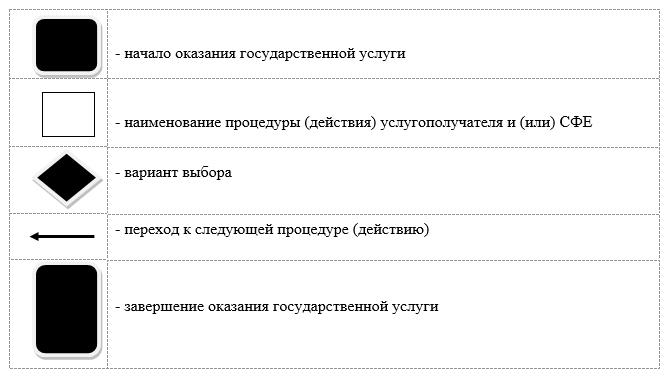 - начало оказания государственной услуги
- наименование процедуры (действия) услугополучателя и (или) СФЕ
- вариант выбора
- переход к следующей процедуре (действию)
- завершение оказания государственной услуги